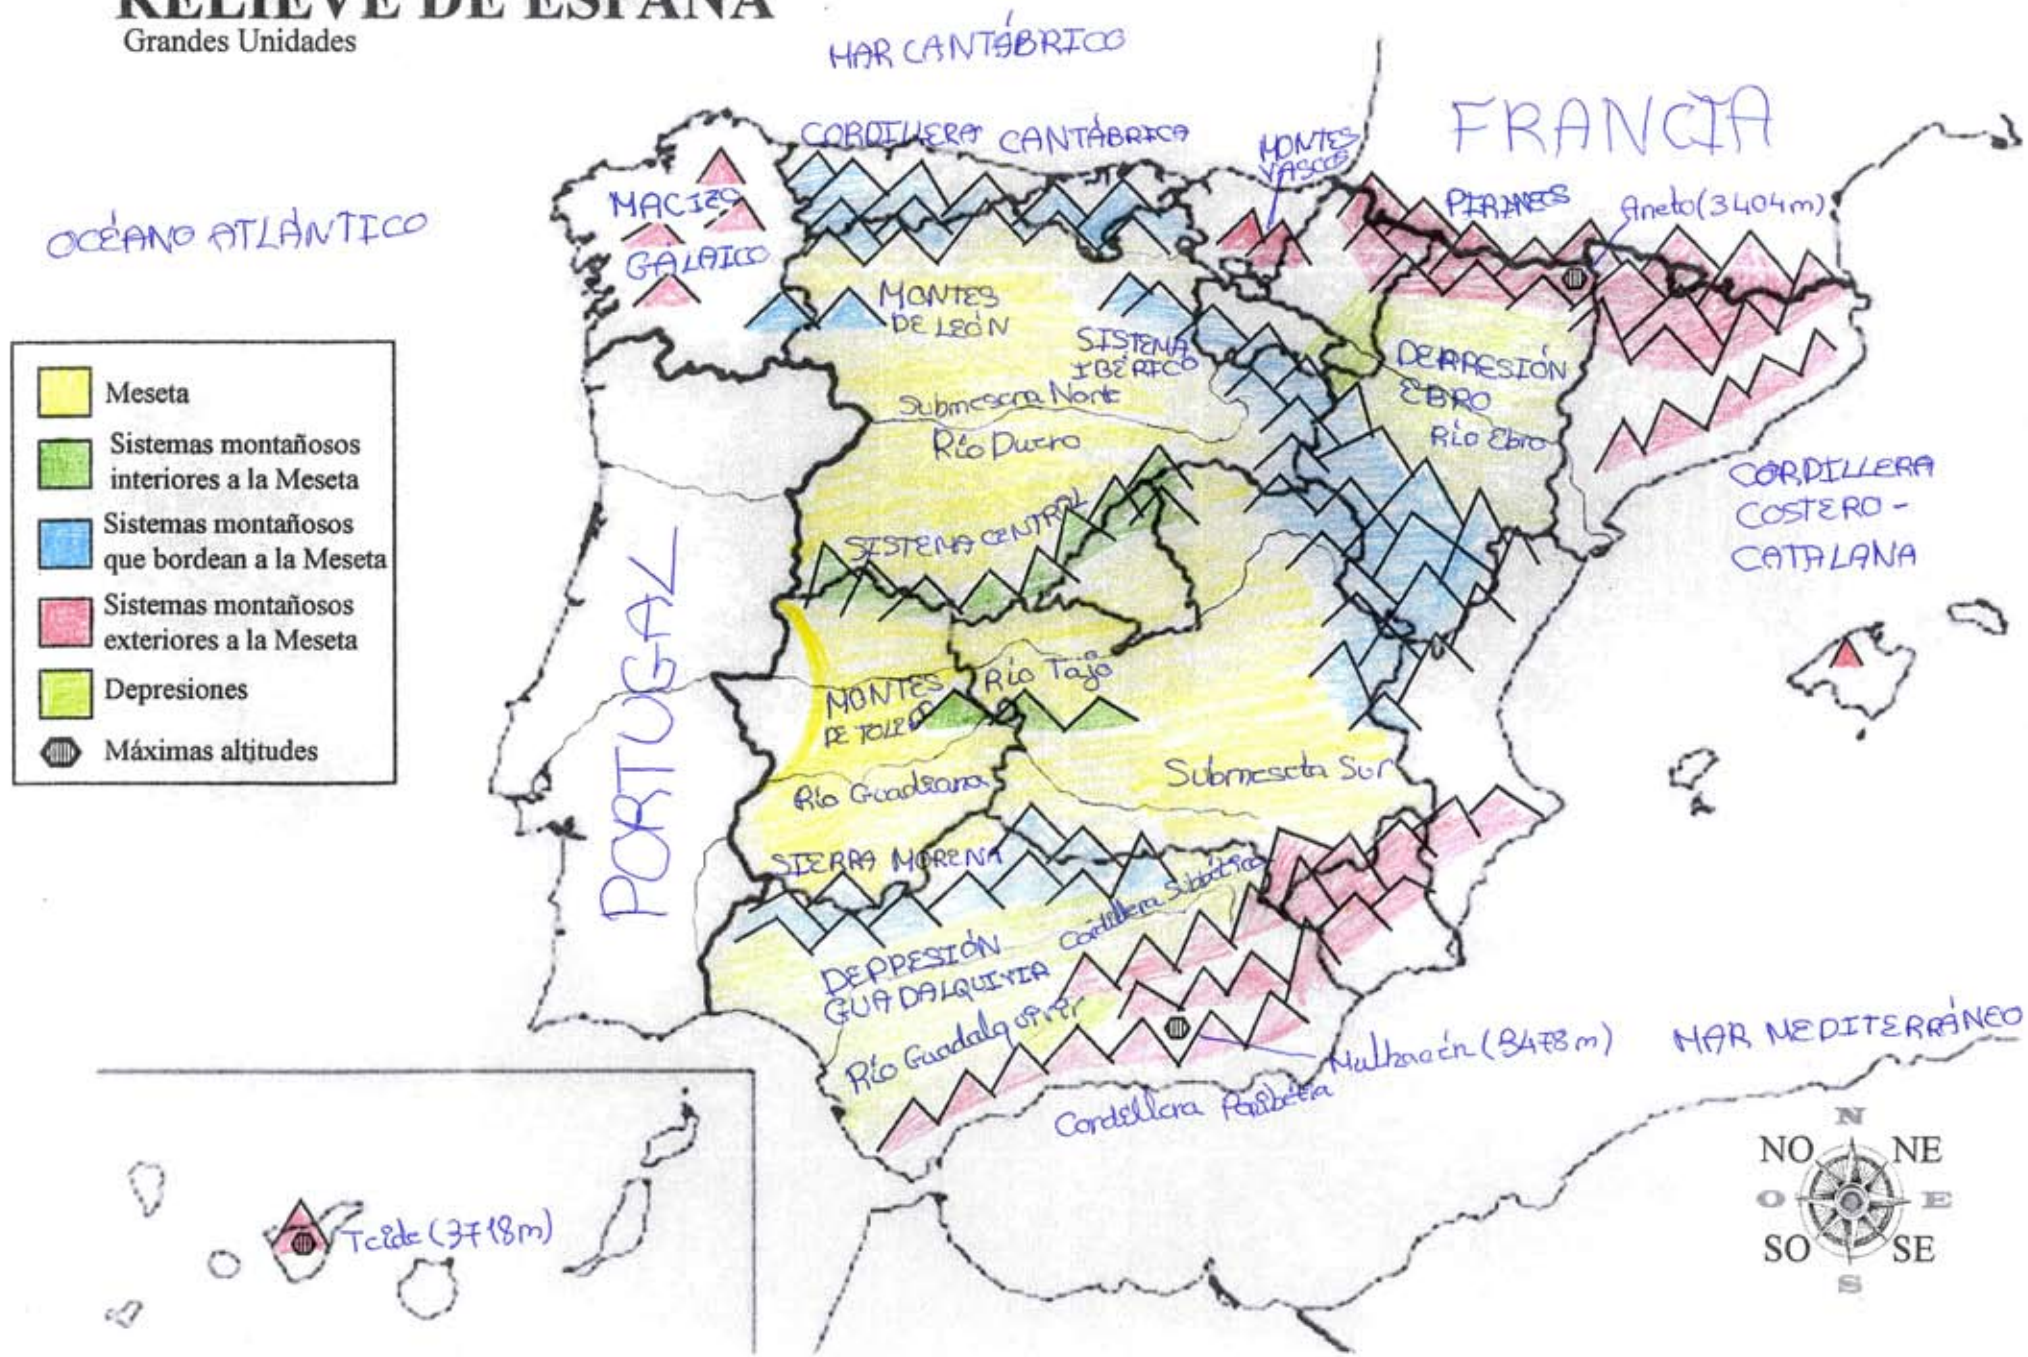 RELIEVE DE ESPAÑA
Grandes Unidades
MAR CANTÁBRICO
FRANCIA
CORDILLERA CANTÁBRICA
MONTES
VASCOS
PIRINEOS
Aneto (3404m)
MACIZO
GALAICO
OCÉANO ATLÁNTICO
MONTES
DE LEÓN
SISTEMA
IBÉRICO
DEPRESIÓN
EBRO
Río Ebro
Submeseta Norte
Río Duero
CORDILLERA
COSTERO -
CATALANA
SISTEMA CENTRAL
PORTUGAL
Meseta
Sistemas montañosos
interiores a la Meseta
Sistemas montañosos
que bordean a la Meseta
Sistemas montañosos
exteriores a la Meseta
Depresiones
Máximas altitudes
Río Tajo
MONTES
DE TOLEDO
Río Guadiana
Submeseta Sur
SIERRA MORENA
Cordillera Subbética
DEPRESIÓN
GUADALQUIVIR
Río Guadalquivir
Mulhacén (3478m)
MAR MEDITERRÁNEO
Cordillera Penibética
Teide (3718m)
N
NO NE
O E
SO SE
S